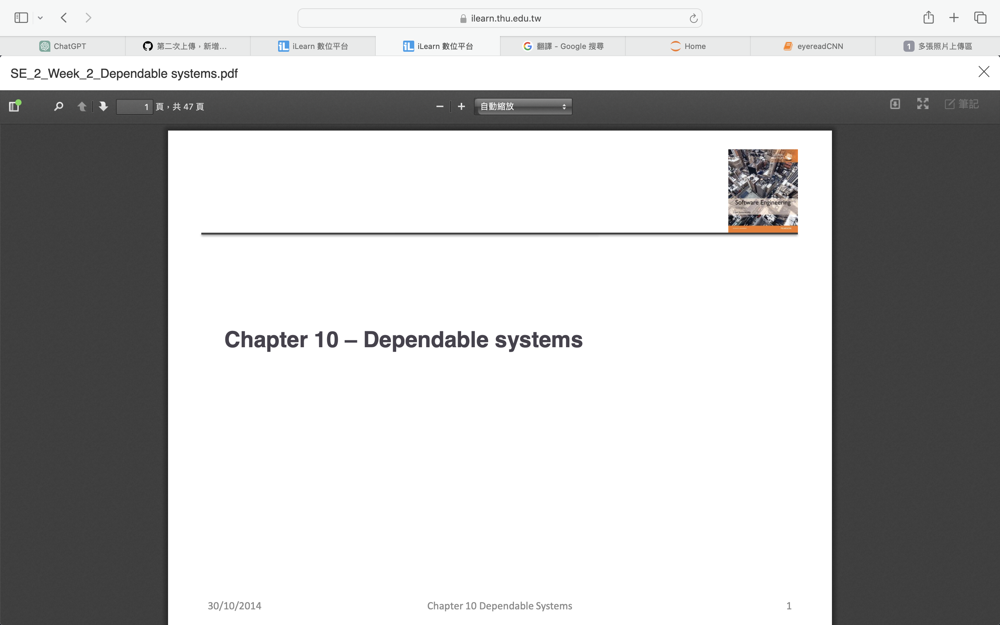 ilearn.thu.edu.tw
ChatGPT
第二次上傳，新增...
iLearn 數位平台
iLearn 數位平台
翻譯 - Google 搜尋
Home
eyereadCNN
1 多張照片上傳區
SE_2_Week_2_Dependable systems.pdf
1 頁，共 47 頁
自動縮放
筆記
GLOBAL EDITION
Software Engineering
PEARSON
Chapter 10 – Dependable systems
30/10/2014
Chapter 10 Dependable Systems
1